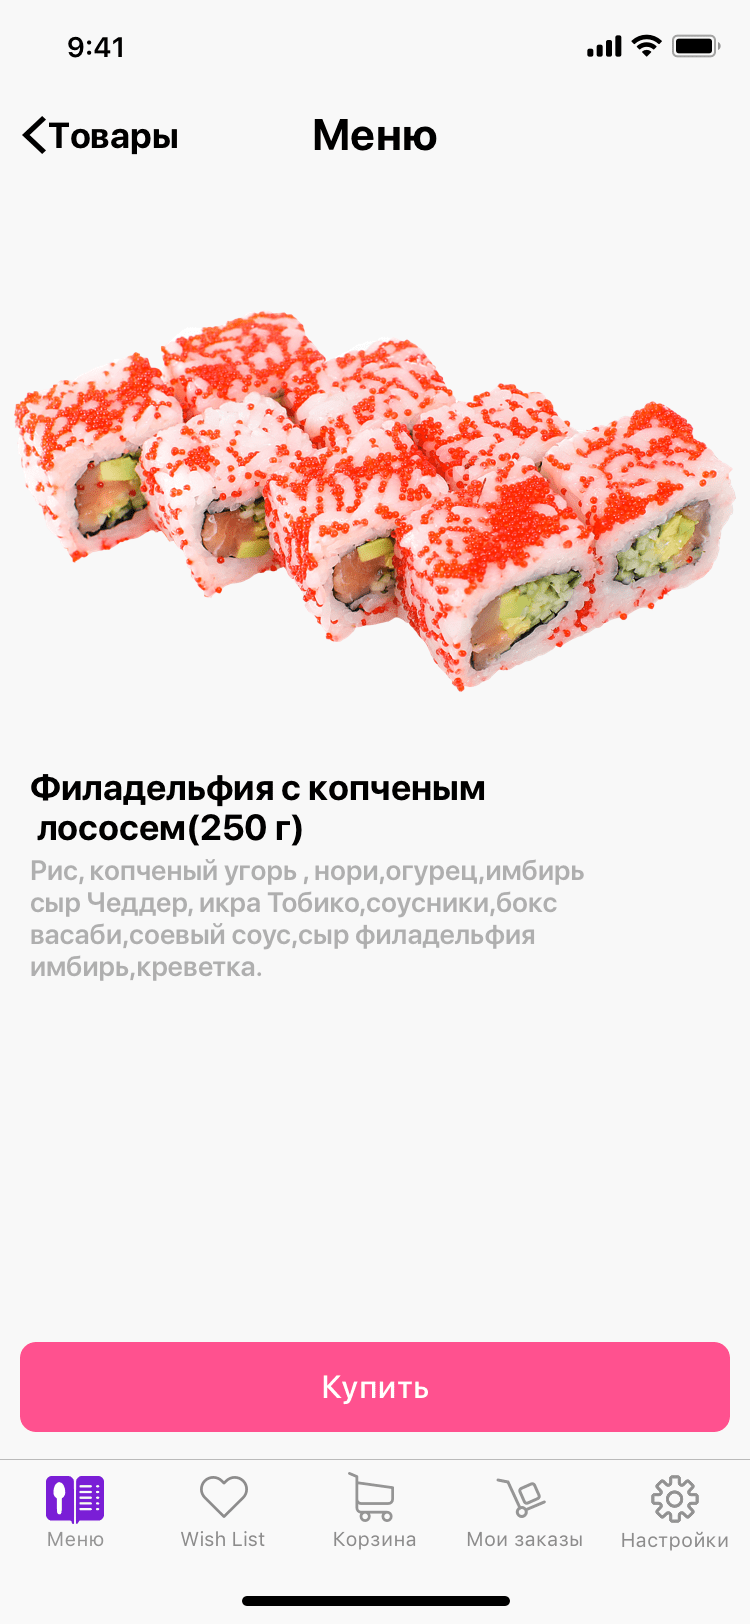 9:41
Товары
Меню
Филадельфия с копченым
лососем(250 г)
Рис, копченый угорь , нори,огурец,имбирь
сыр Чеддер, икра Тобико,соусники,бокс
васаби,соевый соус,сыр филадельфия
имбирь,креветка.
Купить
Меню
Wish List
Корзина
Мои заказы
Настройки